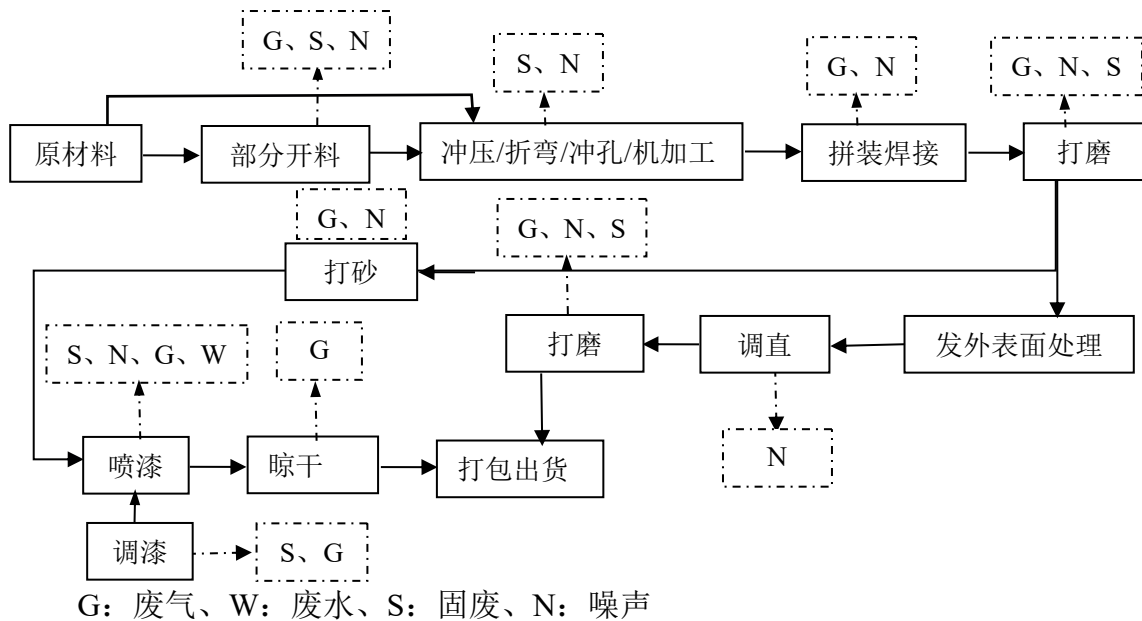 G、S、N
S、N
G、N
G、N、S
原材料
部分开料
冲压/折弯/冲孔/机加工
拼装焊接
打磨
G、N
G、N、S
打砂
打磨
调直
发外表面处理
S、N、G、W
G
N
喷漆
晾干
打包出货
调漆
S、G
G：废气、W：废水、S：固废、N：噪声